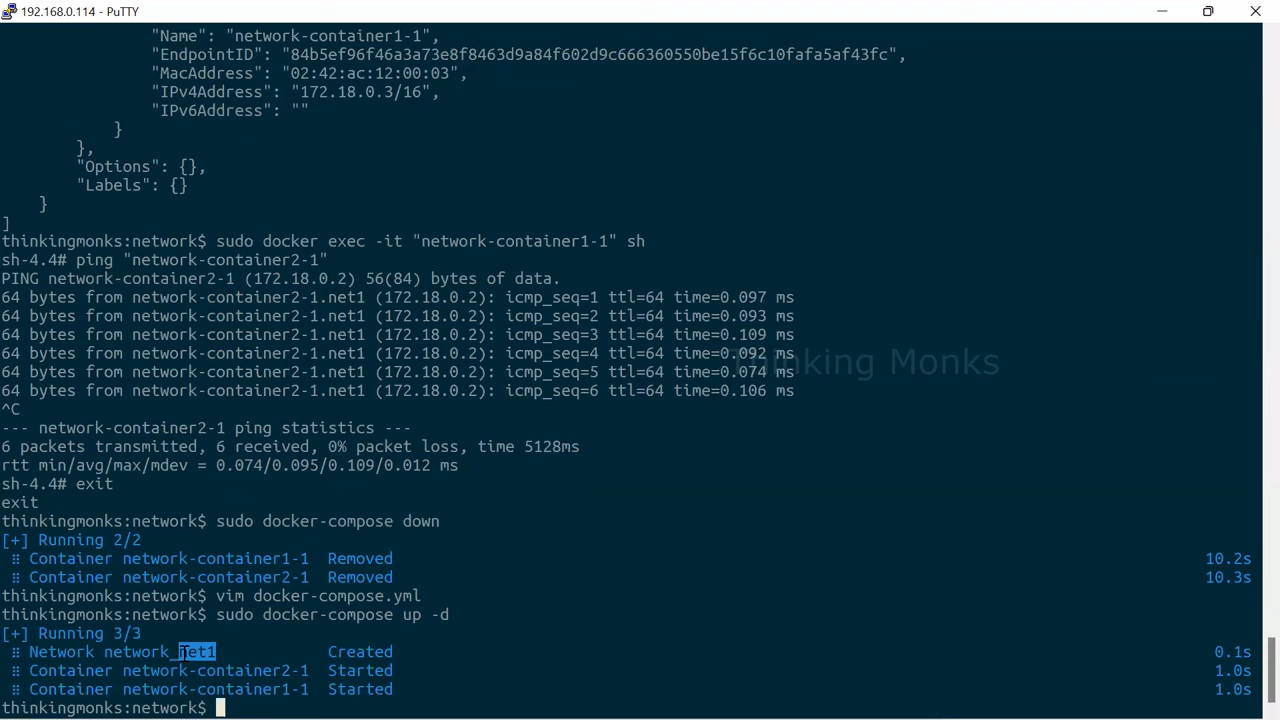 192.168.0.114 - PuTTY
"Name": "network-container1-1",
"EndpointID": "84b5ef96f46a3a73e8f8463d9a84f602d9c666360550be15f6c10fafa5af43fc",
"MacAddress": "02:42:ac:12:00:03",
"IPv4Address": "172.18.0.3/16",
"IPv6Address": ""
}
},
"Options": {},
"Labels": {}
}
]
thinkingmonks:network$ sudo docker exec -it "network-container1-1" sh
sh-4.4# ping "network-container2-1"
PING network-container2-1 (172.18.0.2) 56(84) bytes of data.
64 bytes from network-container2-1.net1 (172.18.0.2): icmp_seq=1 ttl=64 time=0.097 ms
64 bytes from network-container2-1.net1 (172.18.0.2): icmp_seq=2 ttl=64 time=0.093 ms
64 bytes from network-container2-1.net1 (172.18.0.2): icmp_seq=3 ttl=64 time=0.109 ms
64 bytes from network-container2-1.net1 (172.18.0.2): icmp_seq=4 ttl=64 time=0.092 ms
Thinking Monks
64 bytes from network-container2-1.net1 (172.18.0.2): icmp_seq=5 ttl=64 time=0.074 ms
64 bytes from network-container2-1.net1 (172.18.0.2): icmp_seq=6 ttl=64 time=0.106 ms
^C
--- network-container2-1 ping statistics ---
6 packets transmitted, 6 received, 0% packet loss, time 5128ms
rtt min/avg/max/mdev = 0.074/0.095/0.109/0.012 ms
sh-4.4# exit
exit
thinkingmonks:network$ sudo docker-compose down
[+] Running 2/2
⠿ Container network-container1-1 Removed 10.2s
⠿ Container network-container2-1 Removed 10.3s
thinkingmonks:network$ vim docker-compose.yml
thinkingmonks:network$ sudo docker-compose up -d
[+] Running 3/3
⠿ Network network_net1 Created 0.1s
⠿ Container network-container2-1 Started 1.0s
⠿ Container network-container1-1 Started 1.0s
thinkingmonks:network$